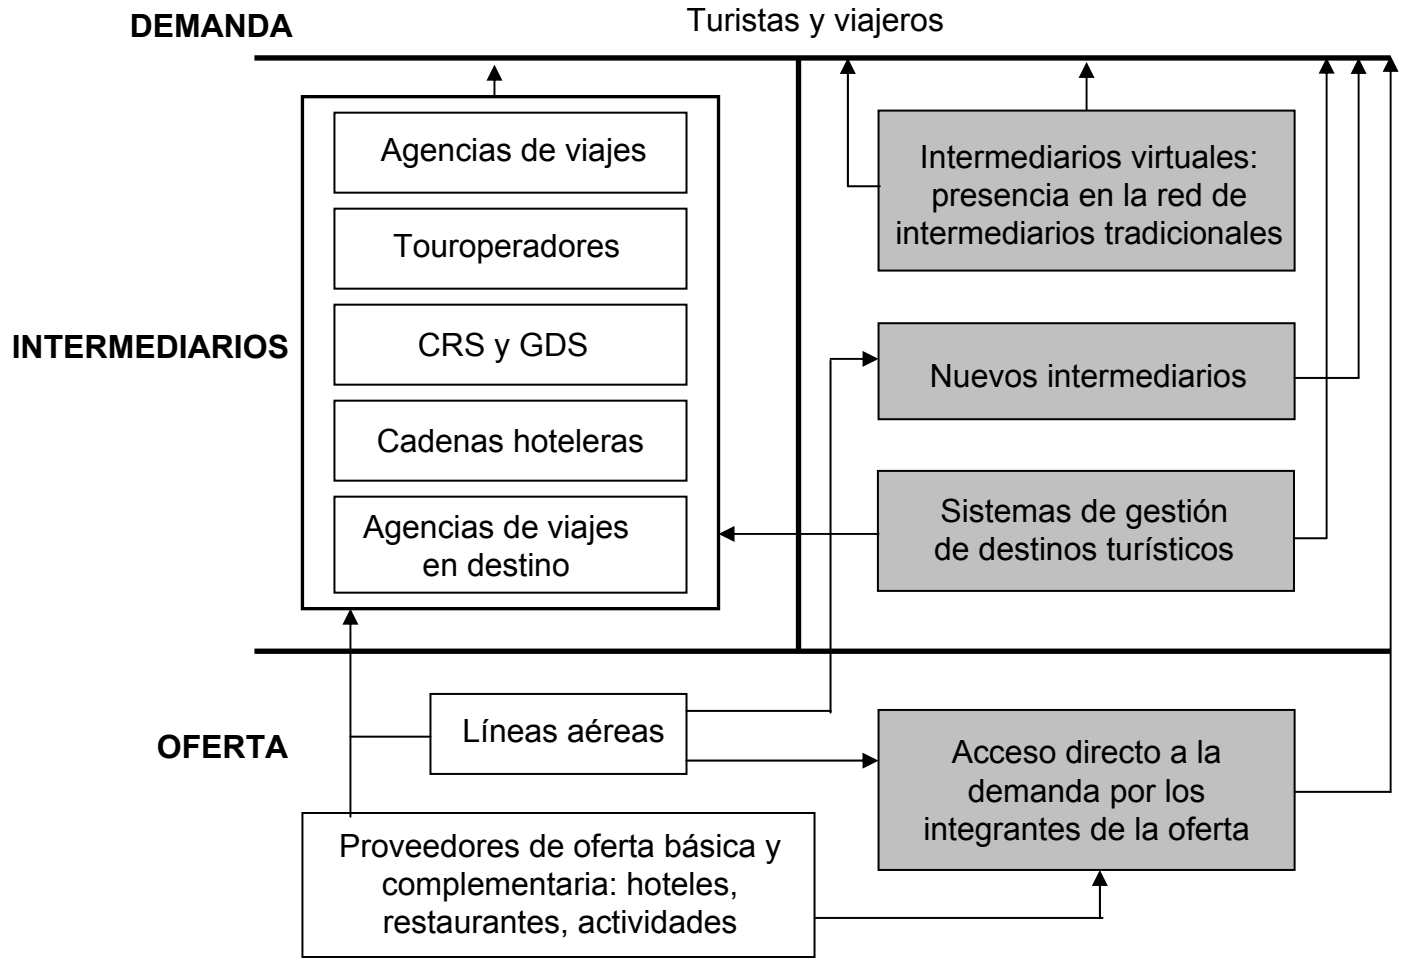 DEMANDA
Turistas y viajeros
Agencias de viajes
Touroperadores
INTERMEDIARIOS
CRS y GDS
Cadenas hoteleras
Agencias de viajes
en destino
Intermediarios virtuales:
presencia en la red de
intermediarios tradicionales
Nuevos intermediarios
Sistemas de gestión
de destinos turísticos
OFERTA
Líneas aéreas
Proveedores de oferta básica y
complementaria: hoteles,
restaurantes, actividades
Acceso directo a la
demanda por los
integrantes de la oferta